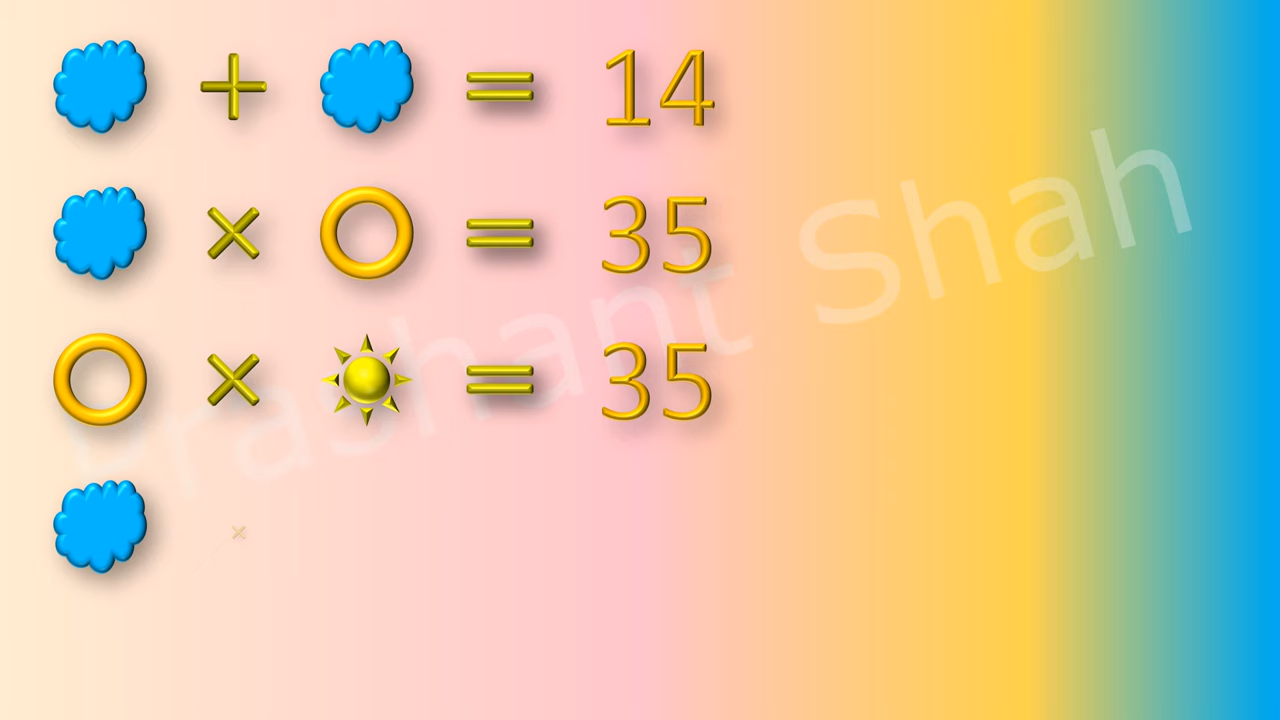 + = 14
× = 35
× = 35
×
Prashant Shah